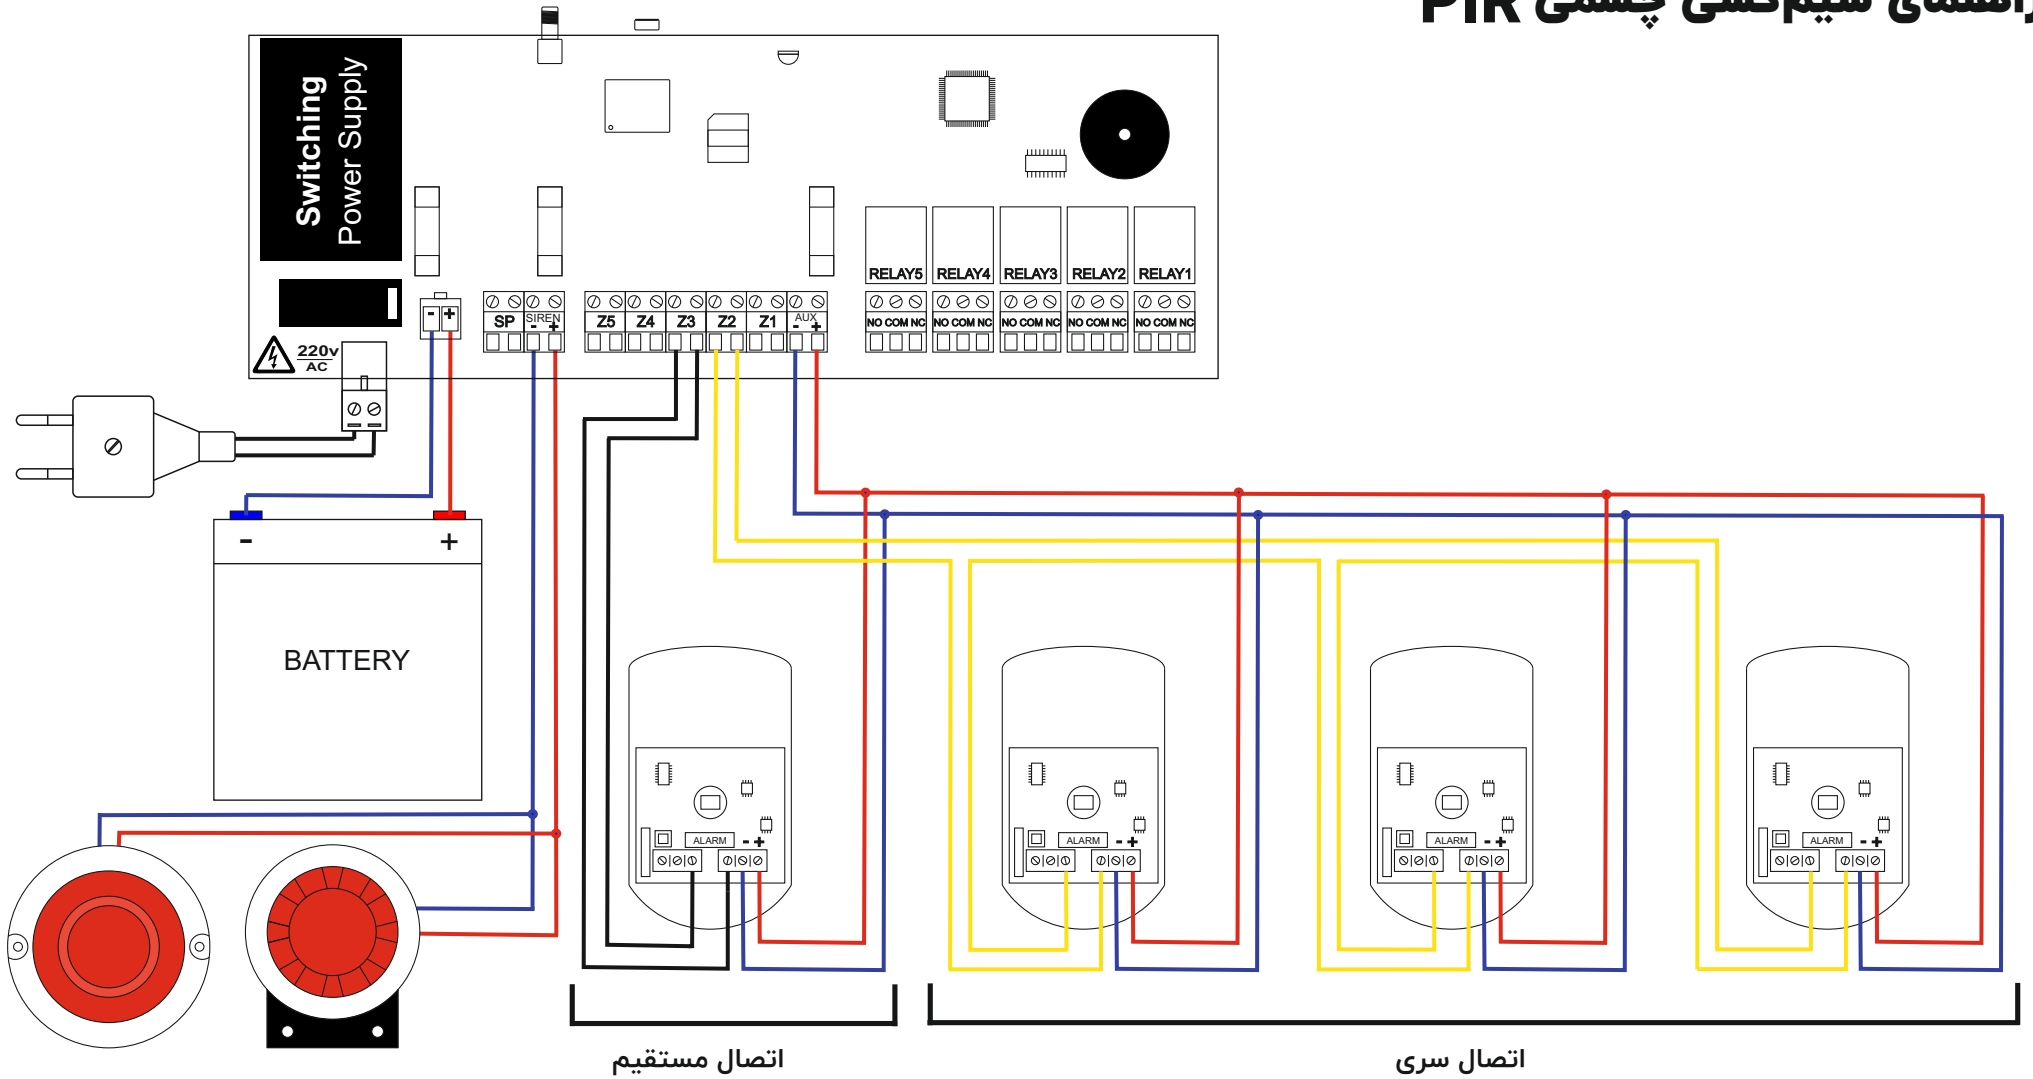 راهنمای سیم‌کشی چشمی PIR
Switching
Power Supply
RELAY5 RELAY4 RELAY3 RELAY2 RELAY1
- +
SP SIREN - + Z5 Z4 Z3 Z2 Z1 AUX - +
NO COM NC NO COM NC NO COM NC NO COM NC NO COM NC
220v
AC
- +
BATTERY
ALARM - + ALARM - + ALARM - + ALARM - +
اتصال مستقیم
اتصال سری